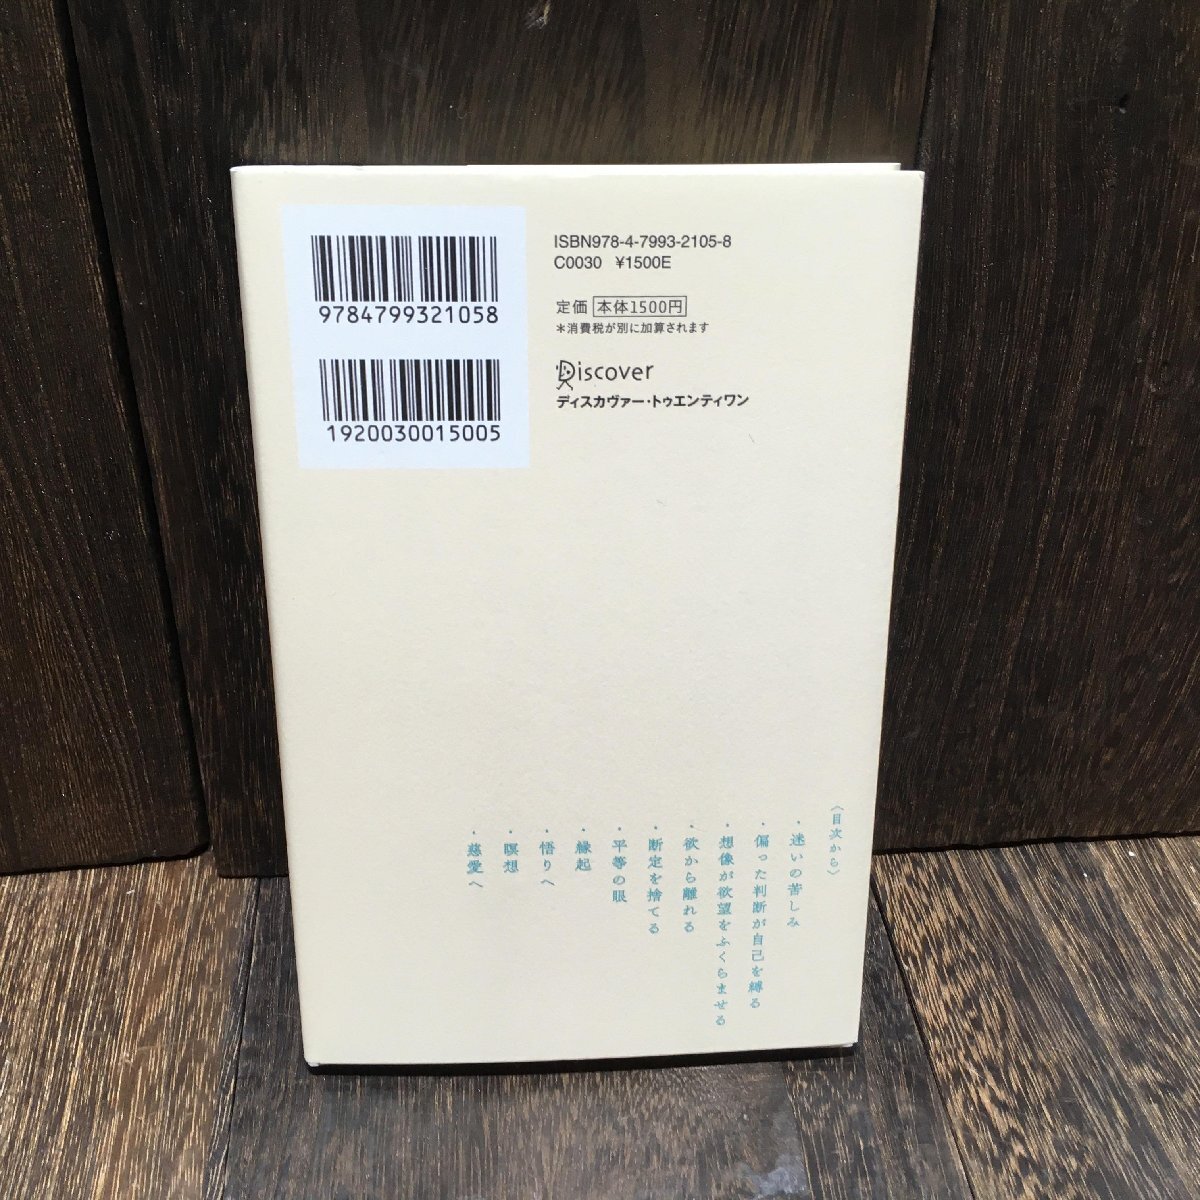 9784799321058
1920030015005
ISBN978-4-7993-2105-8
C0030 ¥1500E
定価 本体1500円
＊消費税が別に加算されます
Discover
ディスカヴァー・トゥエンティワン
〈目次から〉
・迷いの苦しみ
・偏った判断が自己を縛る
・想像が欲望をふくらませる
・欲から離れる
・断定を捨てる
・平等の眼
・縁起
・悟りへ
・瞑想
・慈愛へ